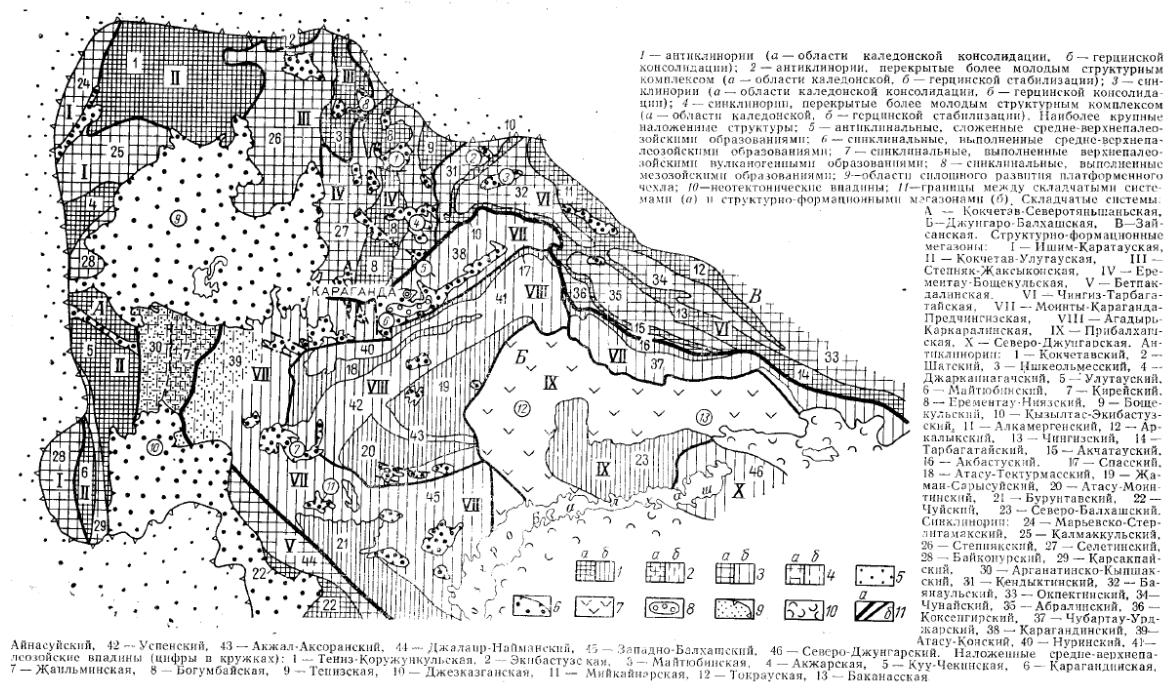 1 — антиклинории (а — области каледонской консолидации, б — герцинской
консолидации); 2 — антиклинории, перекрытые более молодым структурным
комплексом (а — области каледонской, б — герцинской стабилизации); 3 — син-
клинории (а — области каледонской консолидации, б — герцинской консолида-
ции); 4 — синклинории, перекрытые более молодым структурным комплексом
(а — области каледонской, б — герцинской стабилизации). Наиболее крупные
наложенные структуры: 5 — антиклинальные, сложенные средне-верхнепалео-
зойскими образованиями; 6 — синклинальные, выполненные средне-верхнепа-
леозойскими образованиями; 7 — синклинальные, выполненные верхнепалео-
зойскими вулканогенными образованиями; 8 — синклинальные, выполненные
мезозойскими образованиями; 9—области сплошного развития платформенного
чехла; 10—неотектонические впадины; 11—границы между складчатыми систе-
мами (а) и структурно-формационными мегазонами (б). Складчатые системы:
А — Кокчетав-Северотяньшаньская,
Б—Джунгаро-Балхашская, В—Зай-
санская. Структурно-формационные
мегазоны: I — Ишим-Каратауская,
II — Кокчетав-Улутауская, III —
Степняк-Жаксыконская, IV — Ере-
ментау-Бощекульская, V — Бетпак-
далинская. VI — Чингиз-Тарбага-
тайская, VII — Моинты-Караганда-
Предчингизская, VIII — Агадырь-
Каркаралинская, IX — Прибалхаш-
ская, X — Северо-Джунгарская. Ан-
тиклинории: 1 — Кокчетавский, 2 —
Шатский, 3 — Ишкеольмесский, 4 —
Джаркаинагачский, 5 — Улутауский,
6 — Майтюбинский, 7 — Кирейский,
8 — Ерементау-Ниязский, 9 — Боще-
кульский, 10 — Кызылтас-Экибастуз-
ский, 11 — Алкамергенский, 12 — Ар-
калыкский, 13 — Чингизский, 14 —
Тарбагатайский, 15 — Акчатауский,
16 — Акбастуский, 17 — Спасский,
18 — Атасу-Тектурмасский, 19 — Жа-
ман-Сарысуйский, 20 — Атасу-Моин-
тинский, 21 — Бурунтавский, 22 —
Чуйский, 23 — Северо-Балхашский.
Синклинории: 24 — Марьевско-Стер-
литамакский, 25 — Калмаккульский,
26 — Степнякский, 27 — Селетинский,
28 — Байконурский, 29 — Карсакпай-
ский, 30 — Арганатинско-Кыпшак-
ский, 31 — Кендыктинский, 32 — Ба-
янаульский, 33 — Окпектинский, 34—
Чунайский, 35 — Абралинский, 36 —
Коксенгирский, 37 — Чубартау-Урд-
жарский, 38 — Карагандинский, 39—
Атасу-Конский, 40 — Нуринский, 41—
Айнасуйский, 42 — Успенский, 43 — Акжал-Аксоранский, 44 — Джалаир-Найманский, 45 — Западно-Балхашский, 46 — Северо-Джунгарский. Наложенные средне-верхнепа-
леозойские впадины (цифры в кружках): 1 — Тениз-Коржункульская, 2 — Экибастузская, 3 — Майтюбинская, 4 — Акжарская, 5 — Куу-Чекинская, 6 — Карагандинская,
7 — Жаильминская, 8 — Богумбайская, 9 — Тенизская, 10 — Джезказганская, 11 — Мийкайнарская, 12 — Токрауская, 13 — Баканасская
КАРАГАНДА